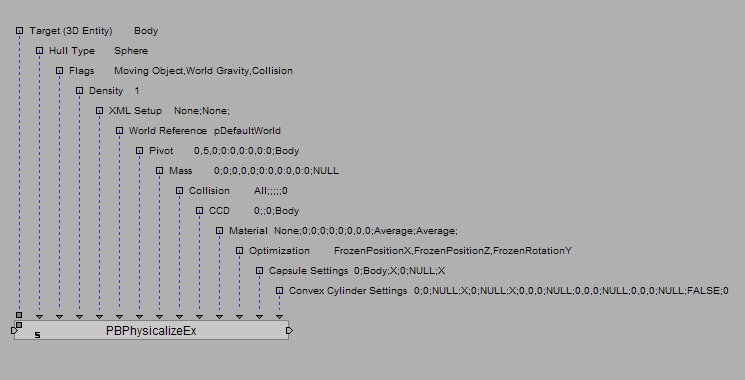 Target (3D Entity) Body
Hull Type Sphere
Flags Moving Object,World Gravity,Collision
Density 1
XML Setup None;None;
World Reference pDefaultWorld
Pivot 0,5,0;0:0,0:0,0:0;Body
Mass 0;0;0,0,0;0:0,0:0,0:0;NULL
Collision All;;;;;0
CCD 0;;0;Body
Material None;0;0;0;0;0;0,0,0;Average;Average;
Optimization FrozenPositionX,FrozenPositionZ,FrozenRotationY
Capsule Settings 0;Body;X;0;NULL;X
Convex Cylinder Settings 0;0;NULL;X;0;NULL;X;0,0,0;NULL;0,0,0;NULL;0,0,0;NULL;FALSE;0
PBPhysicalizeEx
s